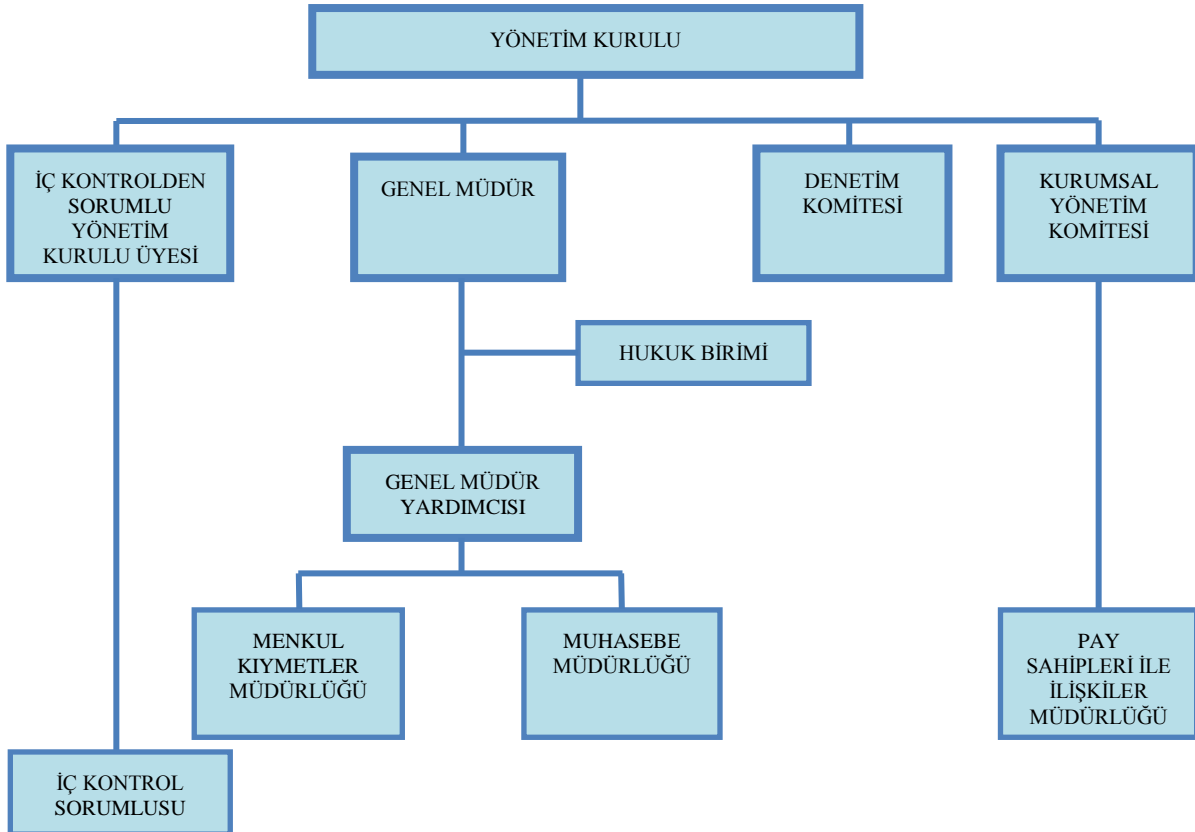 YÖNETİM KURULU
İÇ KONTROLDEN
SORUMLU
YÖNETİM
KURULU ÜYESİ
GENEL MÜDÜR
DENETİM
KOMİTESİ
KURUMSAL
YÖNETİM
KOMİTESİ
HUKUK BİRİMİ
GENEL MÜDÜR
YARDIMCISI
MENKUL
KIYMETLER
MÜDÜRLÜĞÜ
MUHASEBE
MÜDÜRLÜĞÜ
PAY
SAHİPLERİ İLE
İLİŞKİLER
MÜDÜRLÜĞÜ
İÇ KONTROL
SORUMLUSU